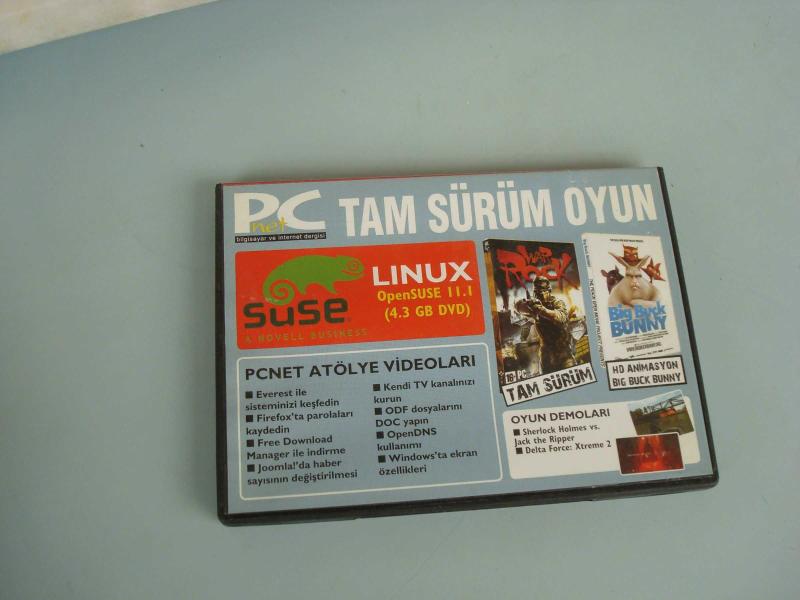 PC net
bilgisayar ve internet dergisi
TAM SÜRÜM OYUN
SUSE
A NOVELL BUSINESS
LINUX
OpenSUSE 11.1
(4.3 GB DVD)
WAR
ROCK
16+ PC
TAM SÜRÜM
Big Buck
BUNNY
HD ANİMASYON
BIG BUCK BUNNY
PCNET ATÖLYE VİDEOLARI
■ Everest ile
sisteminizi keşfedin
■ Firefox'ta parolaları
kaydedin
■ Free Download
Manager ile indirme
■ Joomla!'da haber
sayısının değiştirilmesi
■ Kendi TV kanalınızı
kurun
■ ODF dosyalarını
DOC yapın
■ OpenDNS
kullanımı
■ Windows'ta ekran
özellikleri
OYUN DEMOLARI
■ Sherlock Holmes vs.
Jack the Ripper
■ Delta Force: Xtreme 2